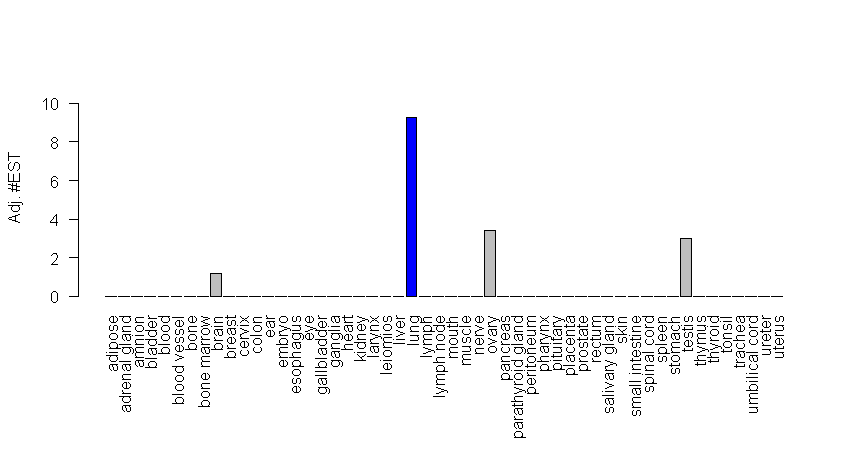 Adj. #EST
10
8
6
4
2
0
adipose
adrenal gland
amnion
bladder
blood
blood vessel
bone
bone marrow
brain
breast
cervix
colon
ear
embryo
esophagus
eye
gallbladder
ganglia
heart
kidney
larynx
leiomios
liver
lung
lymph
lymph node
mouth
muscle
nerve
ovary
pancreas
parathyroid gland
peritoneum
pharynx
pituitary
placenta
prostate
rectum
salivary gland
skin
small intestine
spinal cord
spleen
stomach
testis
thymus
thyroid
tonsil
trachea
umbilical cord
ureter
uterus